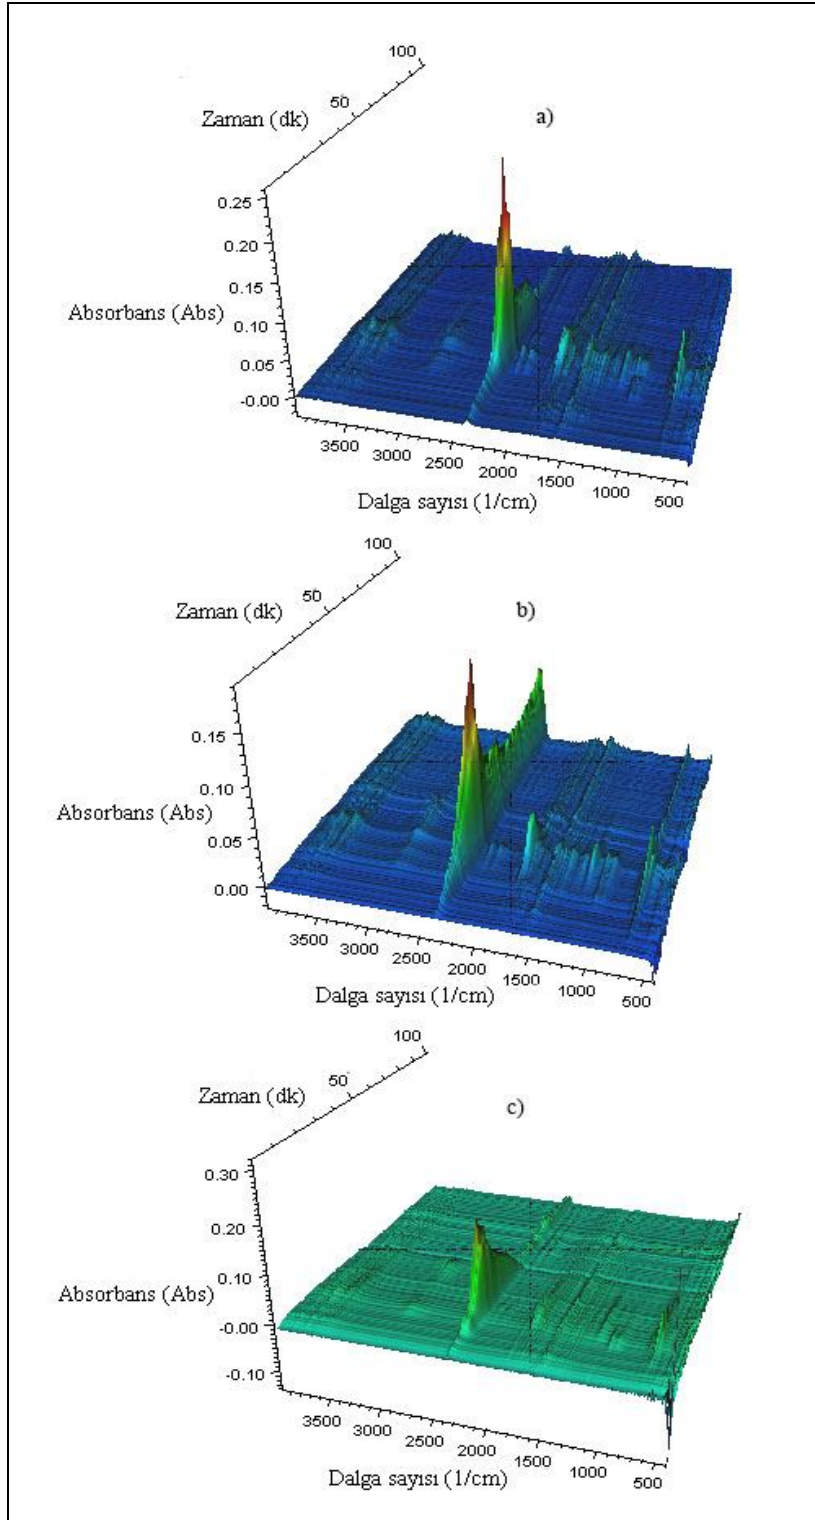 100
50
Zaman (dk)
a)
0.25
0.20
0.15
Absorbans (Abs)
0.10
0.05
-0.00
3500 3000 2500 2000 1500 1000 500
Dalga sayısı (1/cm)
100
50
Zaman (dk)
b)
0.15
0.10
Absorbans (Abs)
0.05
0.00
3500 3000 2500 2000 1500 1000 500
Dalga sayısı (1/cm)
100
50
Zaman (dk)
c)
0.30
0.20
0.10
Absorbans (Abs)
-0.00
-0.10
3500 3000 2500 2000 1500 1000 500
Dalga sayısı (1/cm)